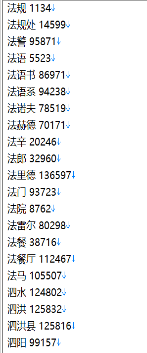 法规 1134↓
法规处 14599↓
法警 95871↓
法语 5523↓
法语书 86971↓
法语系 94238↓
法诺夫 78519↓
法赫德 70171↓
法辛 20246↓
法郎 32960↓
法里德 136597↓
法门 93723↓
法院 8762↓
法雷尔 80298↓
法餐 38716↓
法餐厅 112467↓
法马 105507↓
泗水 124802↓
泗洪 125832↓
泗洪县 125816↓
泗阳 99157↓